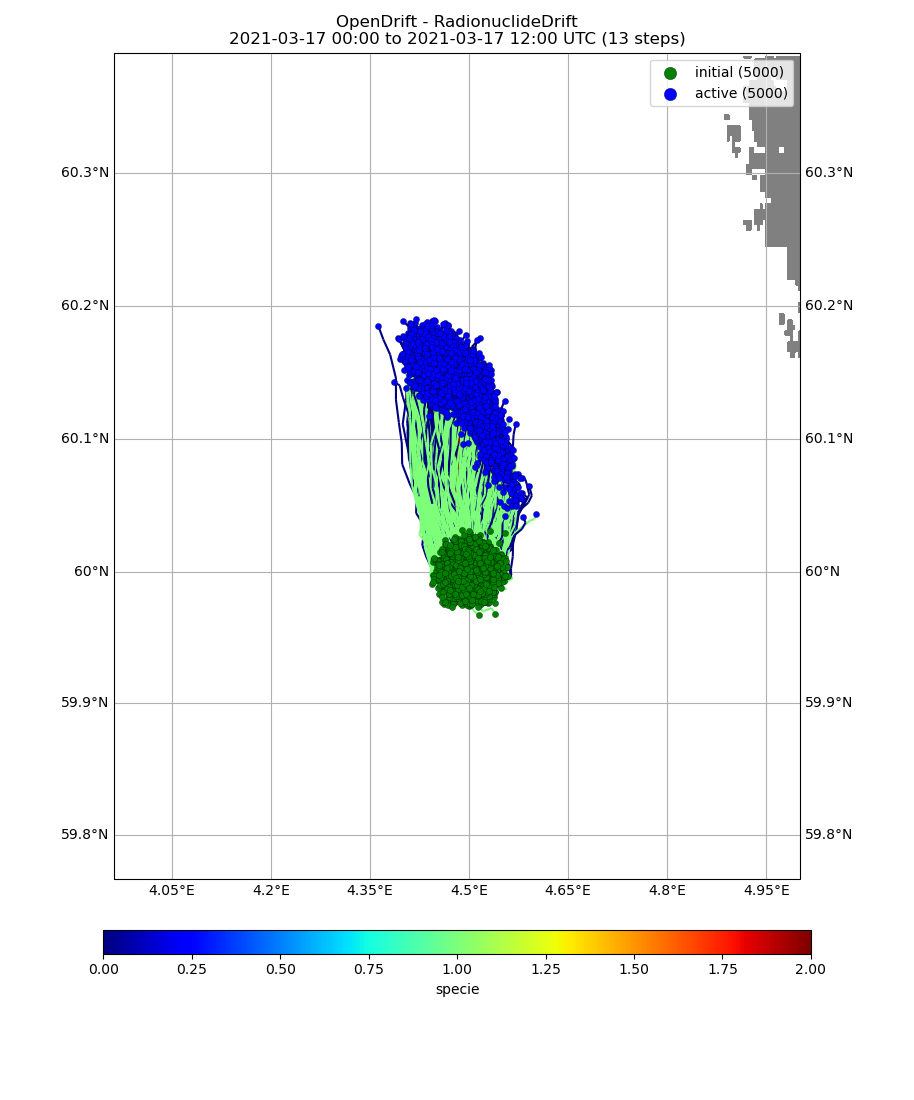 OpenDrift - RadionuclideDrift
2021-03-17 00:00 to 2021-03-17 12:00 UTC (13 steps)
initial (5000)
active (5000)
60.3°N 60.3°N
60.2°N 60.2°N
60.1°N 60.1°N
60°N 60°N
59.9°N 59.9°N
59.8°N 59.8°N
4.05°E 4.2°E 4.35°E 4.5°E 4.65°E 4.8°E 4.95°E
0.00 0.25 0.50 0.75 1.00 1.25 1.50 1.75 2.00
specie